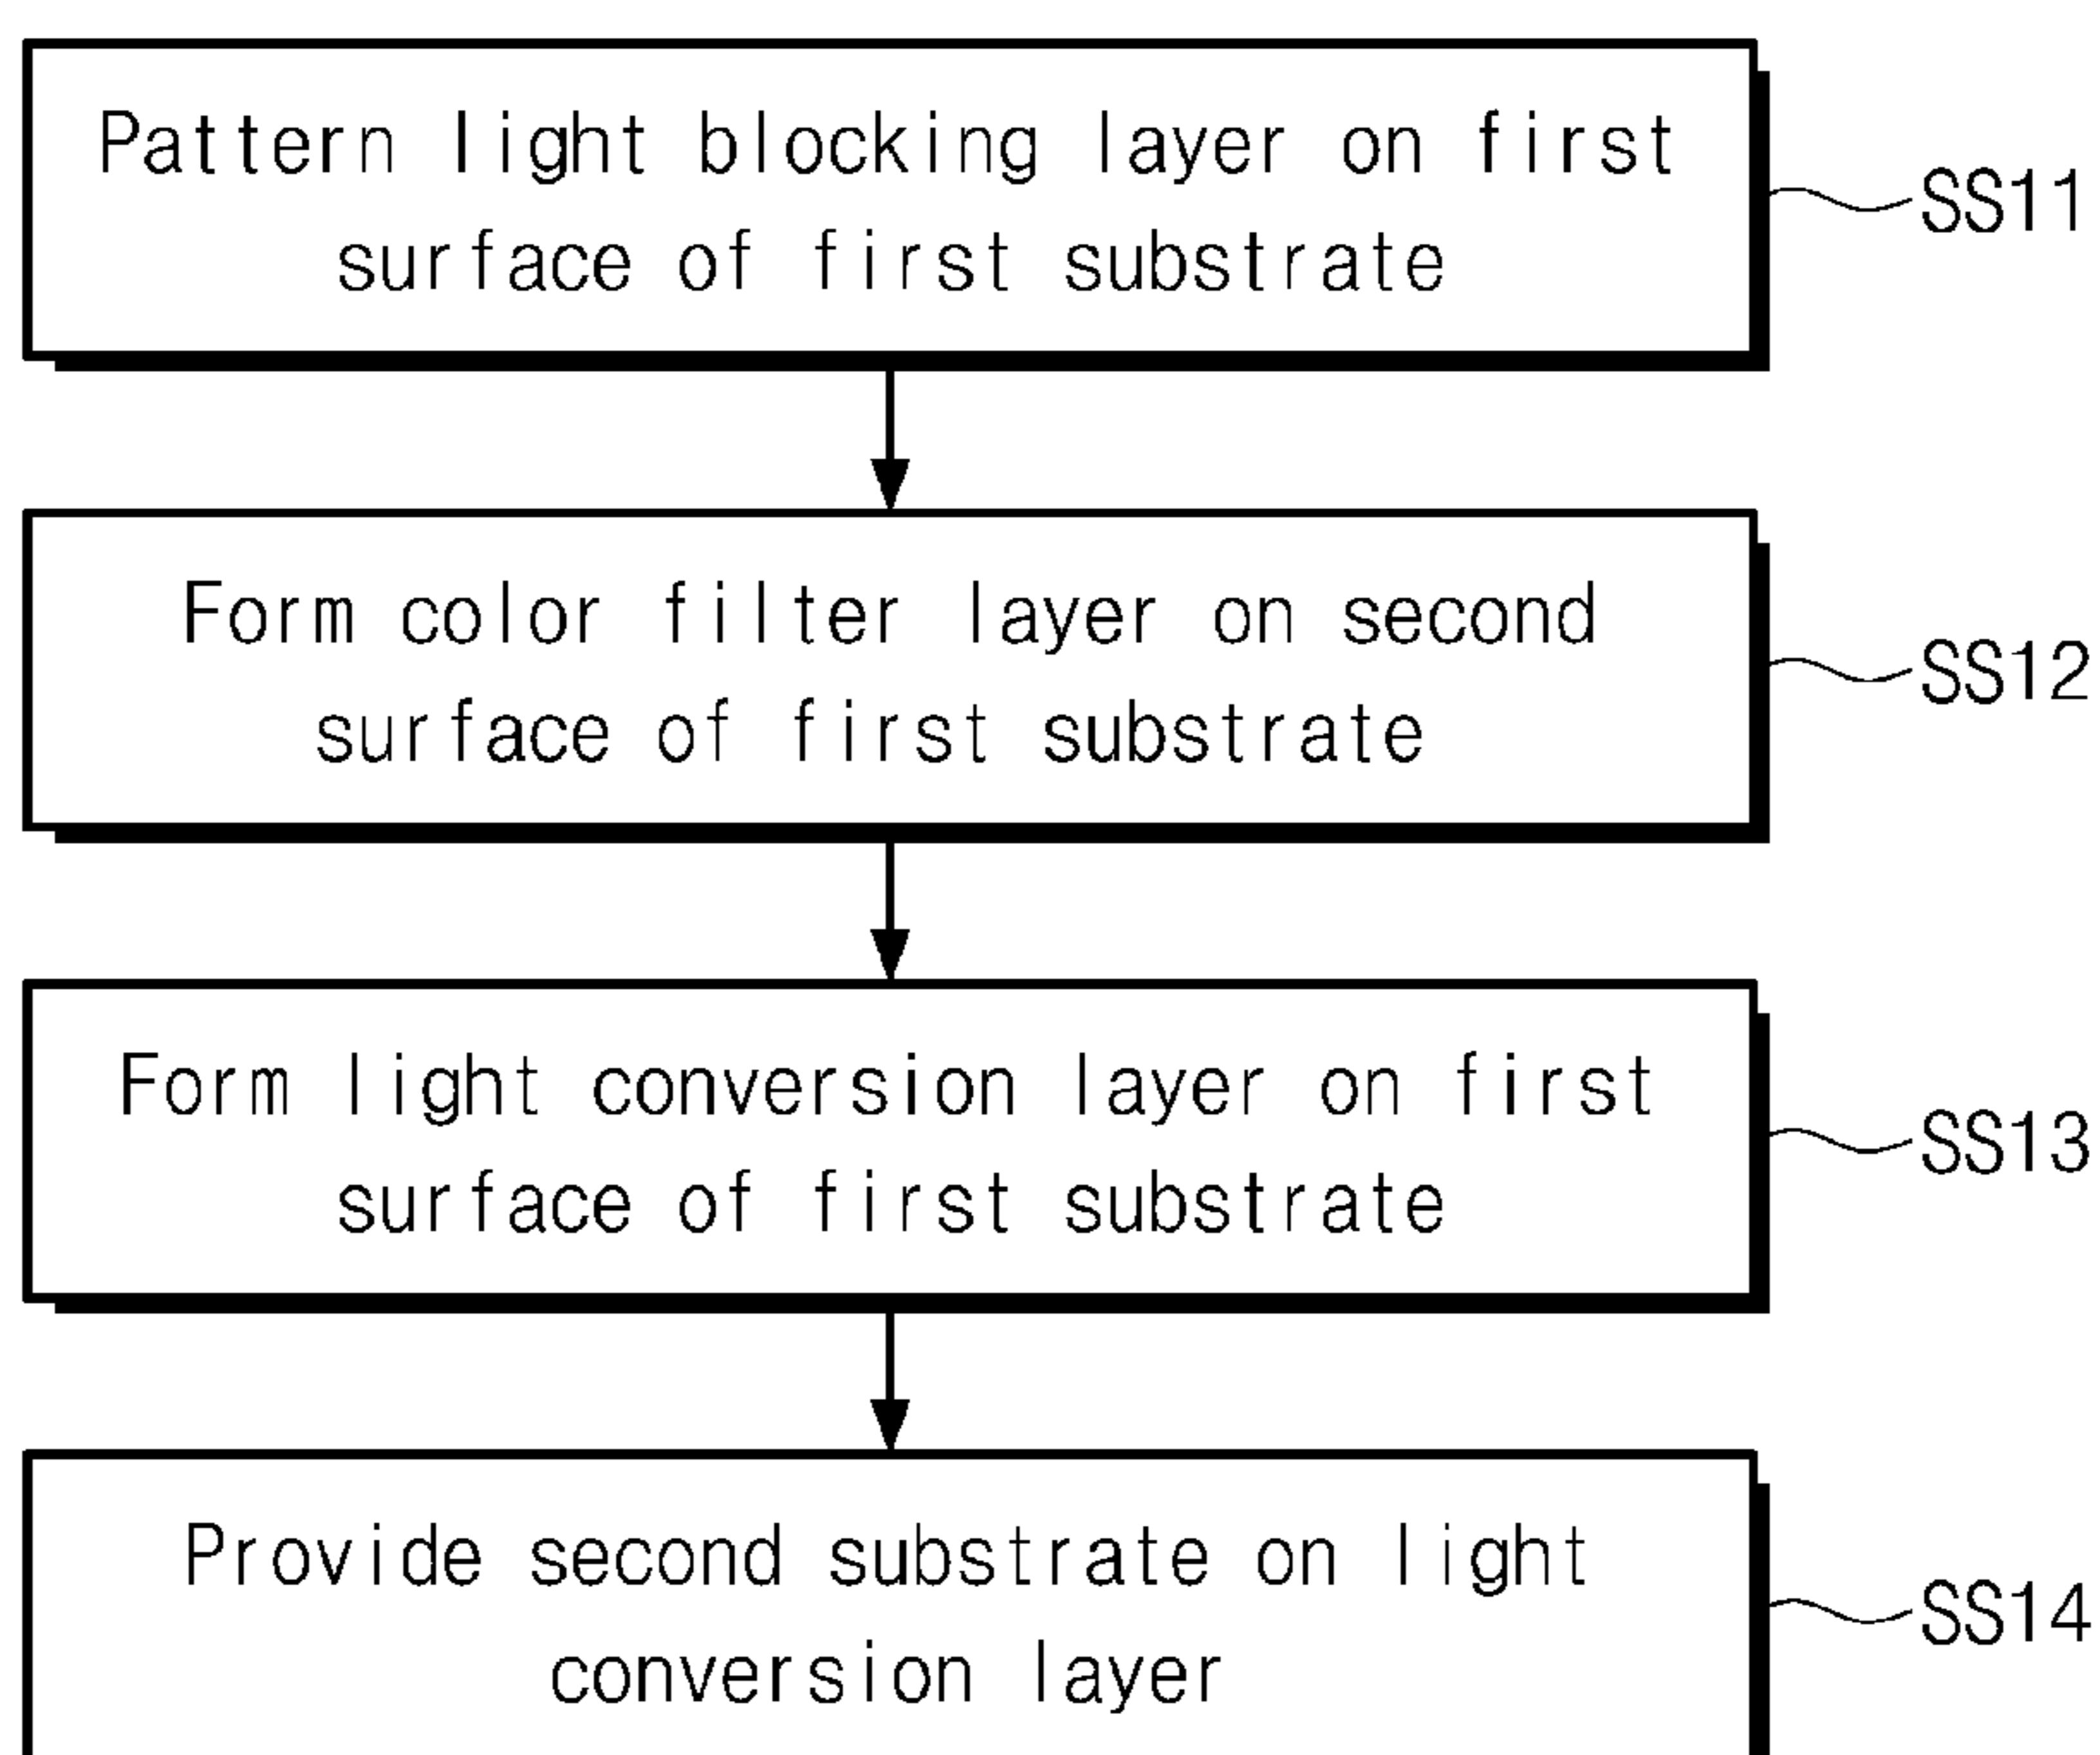 Pattern light blocking layer on first
surface of first substrate
SS11
Form color filter layer on second
surface of first substrate
SS12
Form light conversion layer on first
surface of first substrate
SS13
Provide second substrate on light
conversion layer
SS14